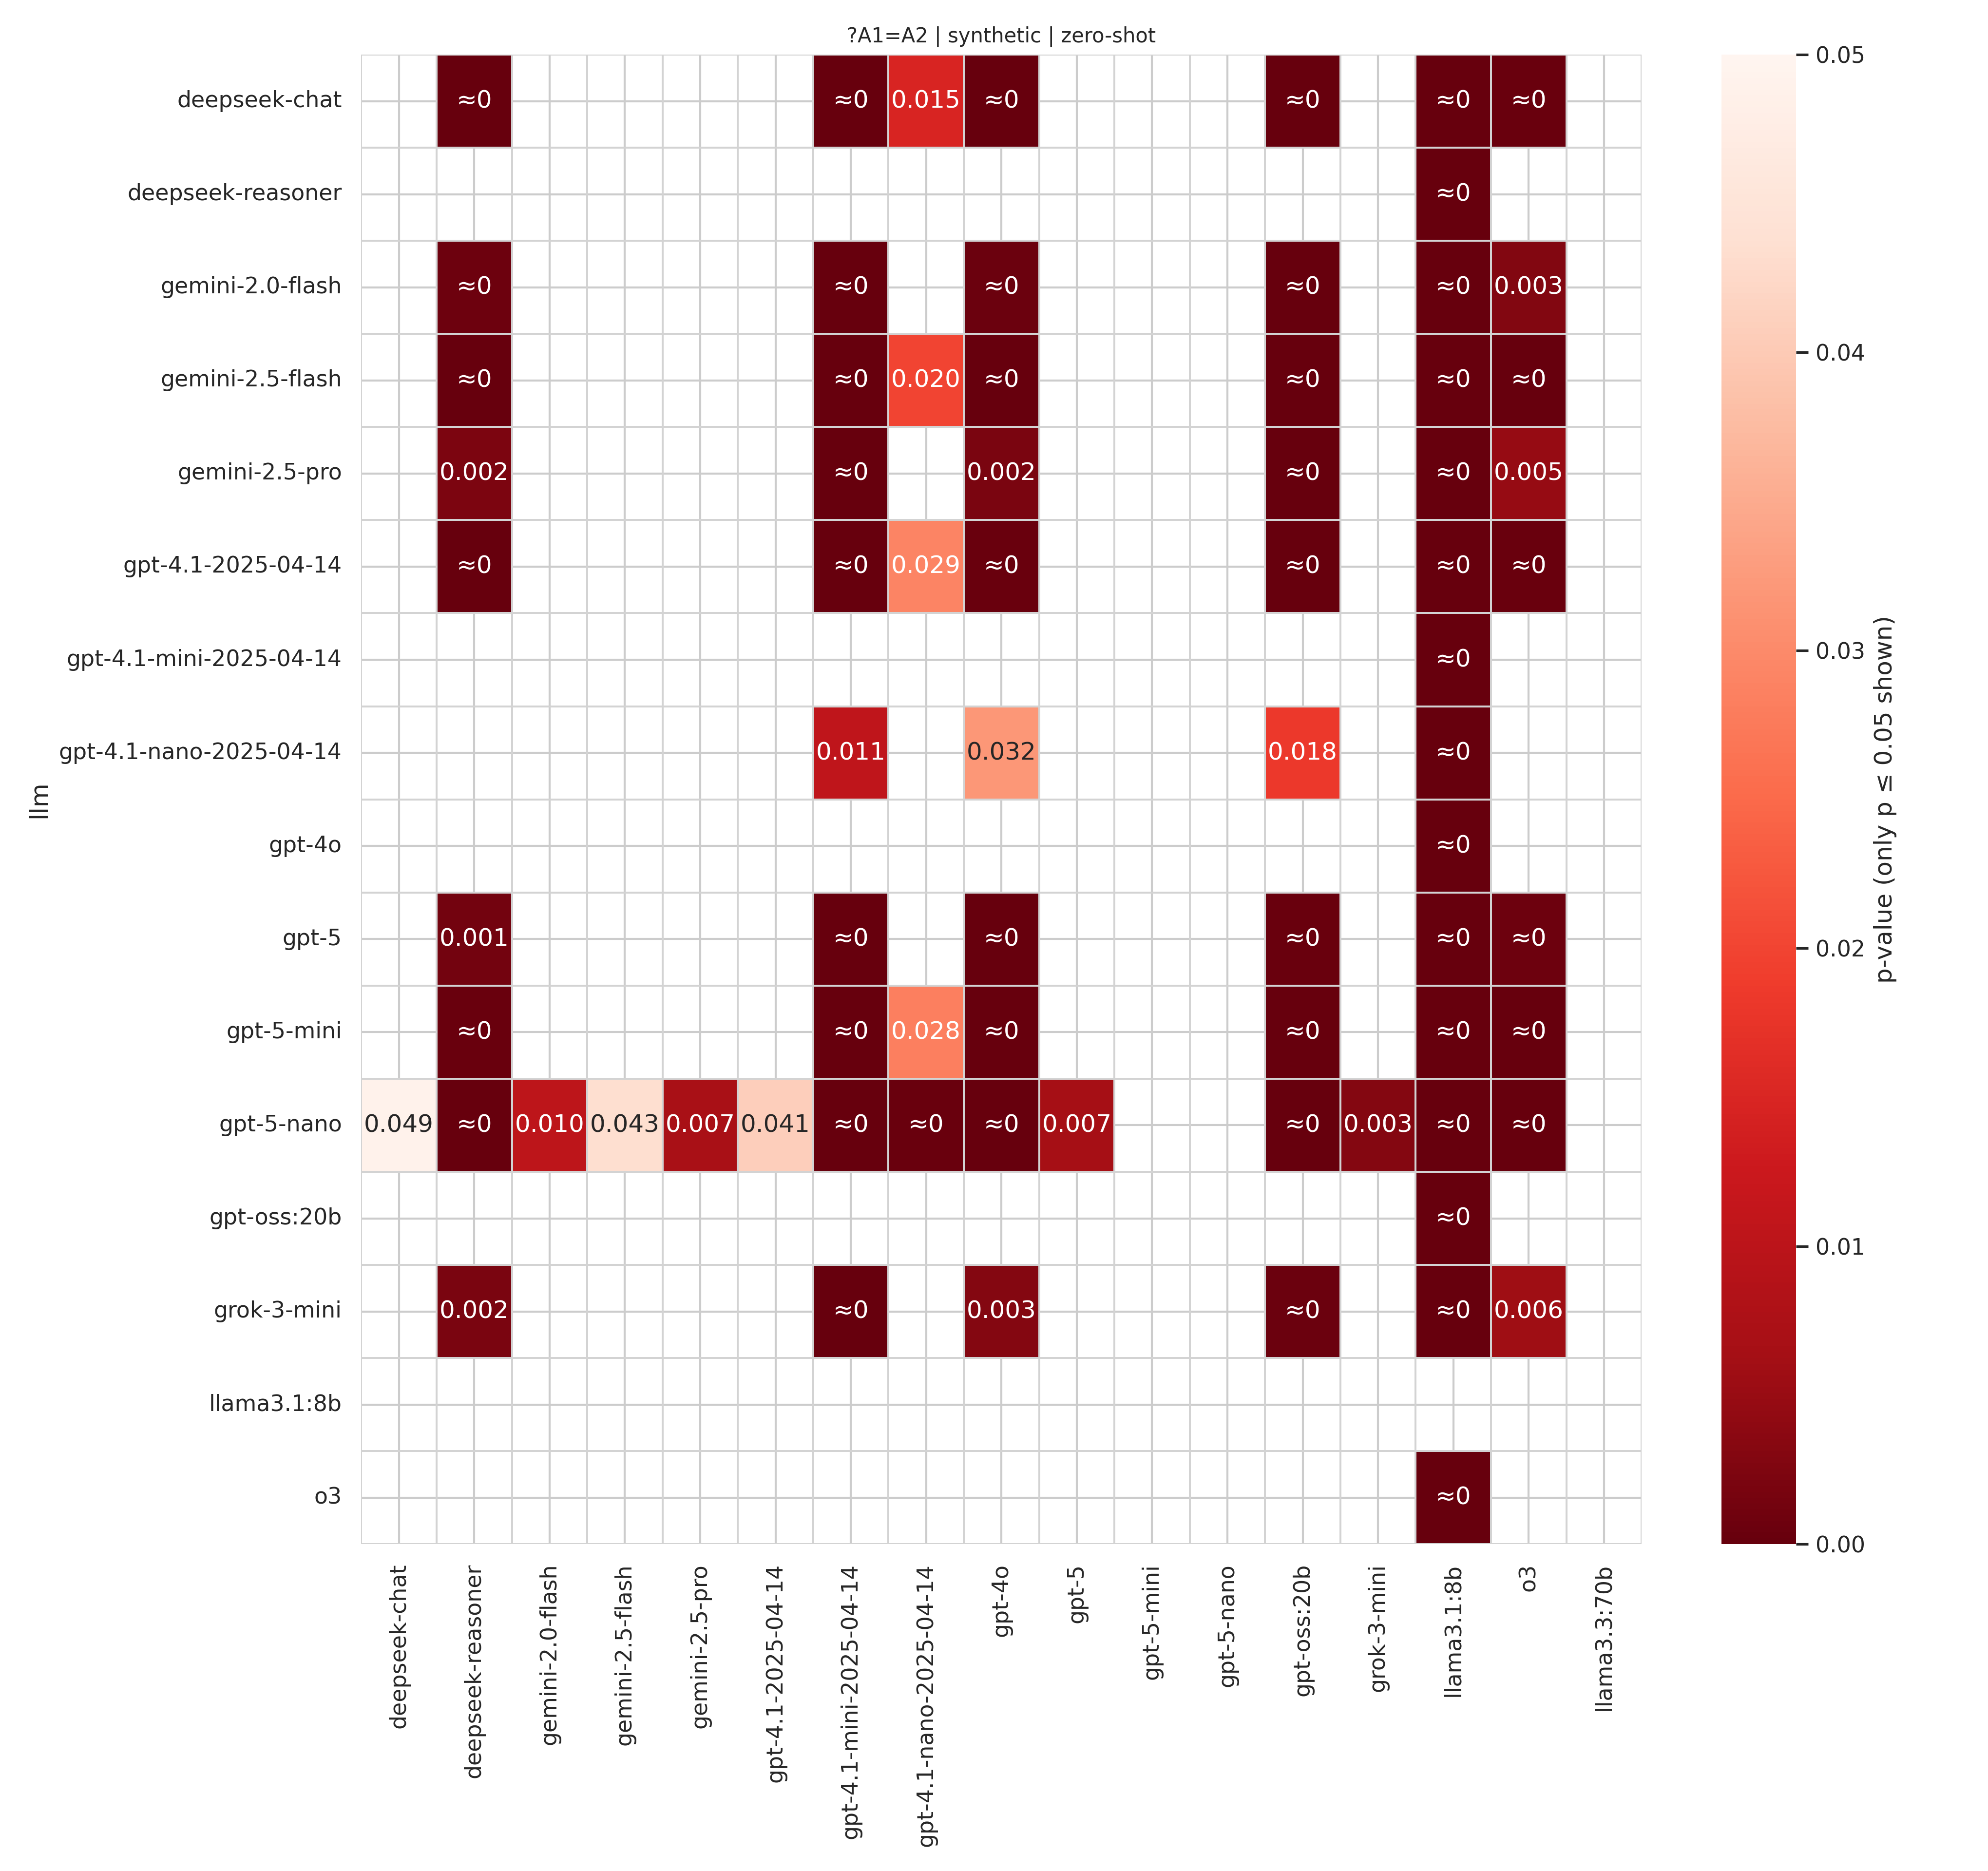 ?A1=A2 | synthetic | zero-shot
deepseek-chat ≈0 ≈0 0.015 ≈0 ≈0 ≈0 ≈0
deepseek-reasoner ≈0
gemini-2.0-flash ≈0 ≈0 ≈0 ≈0 ≈0 0.003
gemini-2.5-flash ≈0 ≈0 0.020 ≈0 ≈0 ≈0 ≈0
gemini-2.5-pro 0.002 ≈0 0.002 ≈0 ≈0 0.005
gpt-4.1-2025-04-14 ≈0 ≈0 0.029 ≈0 ≈0 ≈0 ≈0
gpt-4.1-mini-2025-04-14 ≈0
gpt-4.1-nano-2025-04-14 0.011 0.032 0.018 ≈0
gpt-4o ≈0
gpt-5 0.001 ≈0 ≈0 ≈0 ≈0 ≈0
gpt-5-mini ≈0 ≈0 0.028 ≈0 ≈0 ≈0 ≈0
gpt-5-nano 0.049 ≈0 0.010 0.043 0.007 0.041 ≈0 ≈0 ≈0 0.007 ≈0 0.003 ≈0 ≈0
gpt-oss:20b ≈0
grok-3-mini 0.002 ≈0 0.003 ≈0 ≈0 0.006
llama3.1:8b
o3 ≈0
llm
deepseek-chat
deepseek-reasoner
gemini-2.0-flash
gemini-2.5-flash
gemini-2.5-pro
gpt-4.1-2025-04-14
gpt-4.1-mini-2025-04-14
gpt-4.1-nano-2025-04-14
gpt-4o
gpt-5
gpt-5-mini
gpt-5-nano
gpt-oss:20b
grok-3-mini
llama3.1:8b
o3
llama3.3:70b
0.05
0.04
0.03
0.02
0.01
0.00
p-value (only p ≤ 0.05 shown)